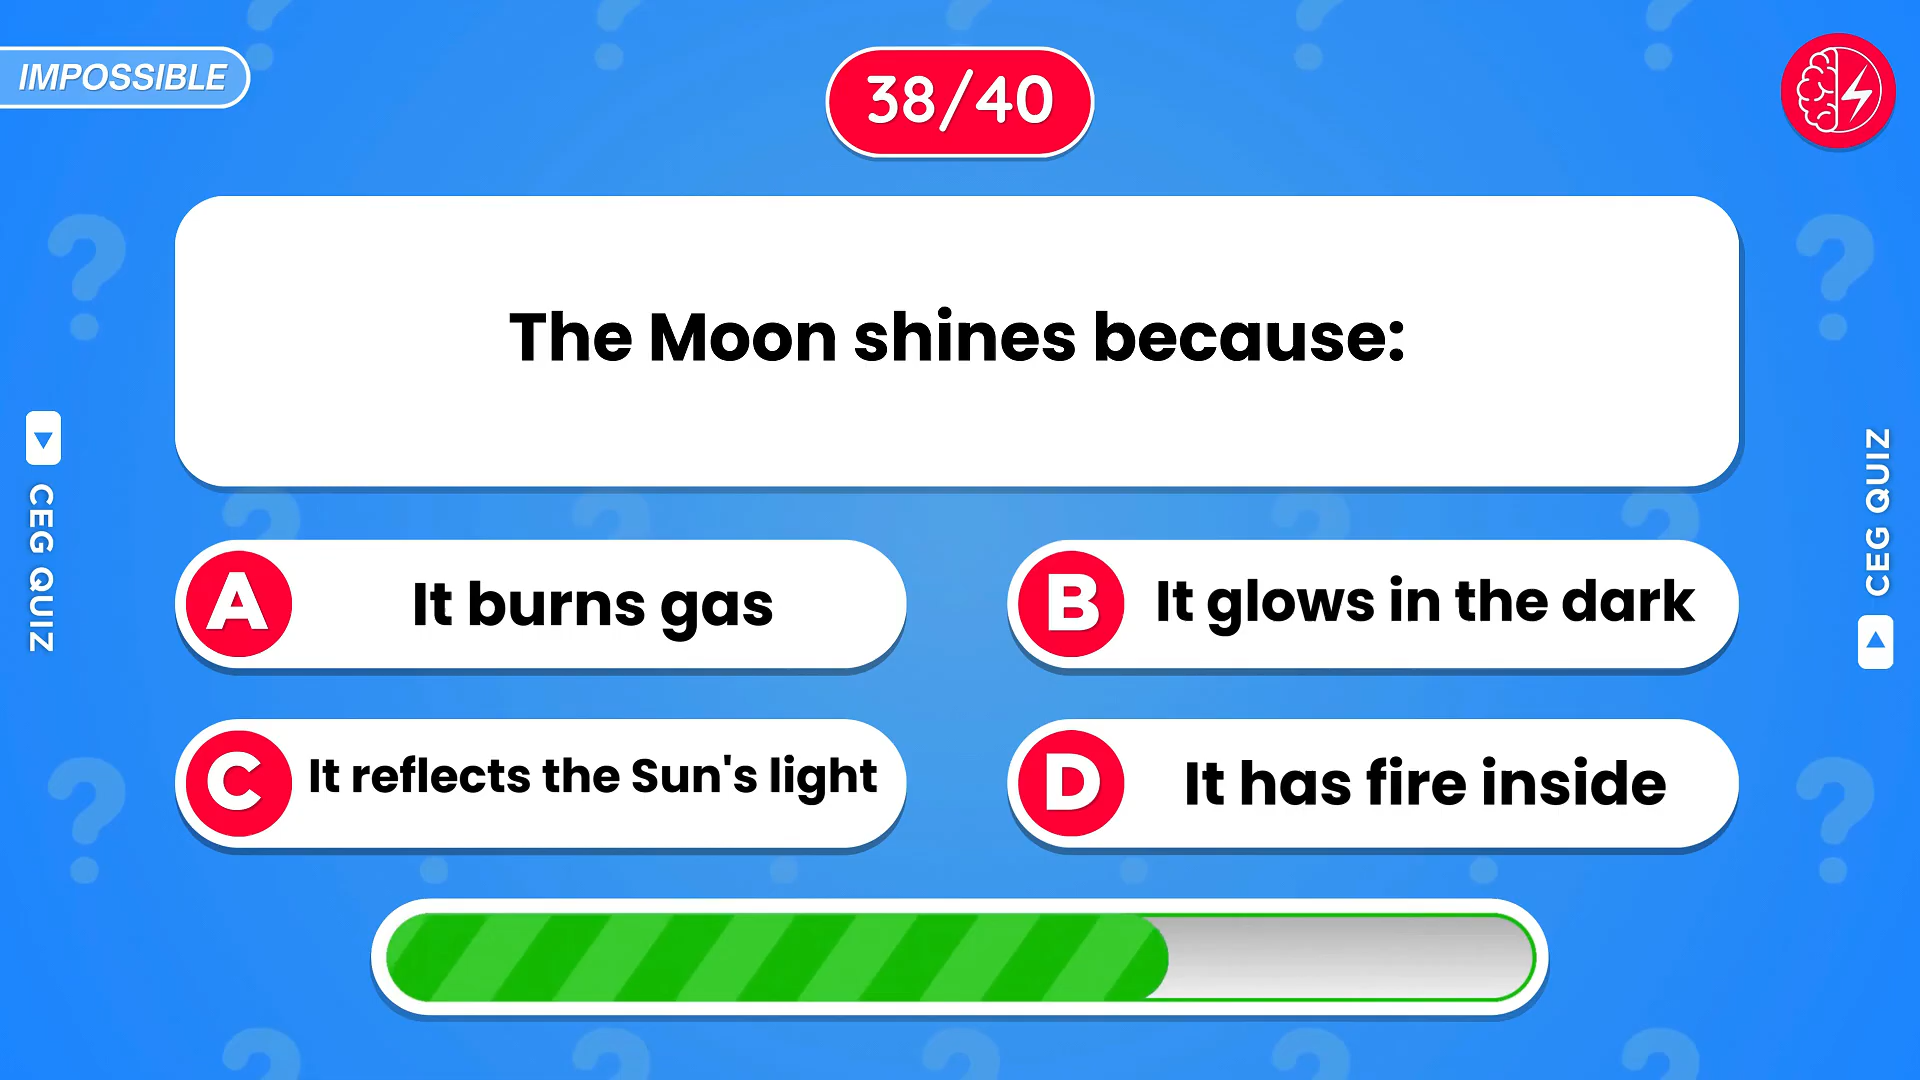 IMPOSSIBLE
38/40
The Moon shines because:
A It burns gas
B It glows in the dark
C It reflects the Sun's light
D It has fire inside
CEG QUIZ
CEG QUIZ